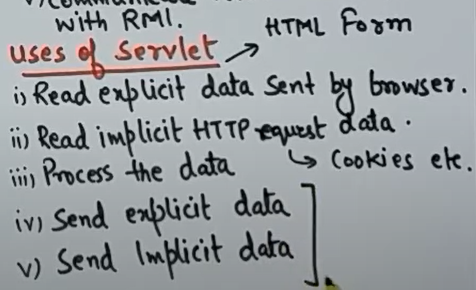 with RMI.
HTML Form
Uses of Servlet →
i) Read explicit data sent by browser.
ii) Read implicit HTTP request data.
↳ Cookies etc.
iii) Process the data
iv) Send explicit data
v) Send Implicit data